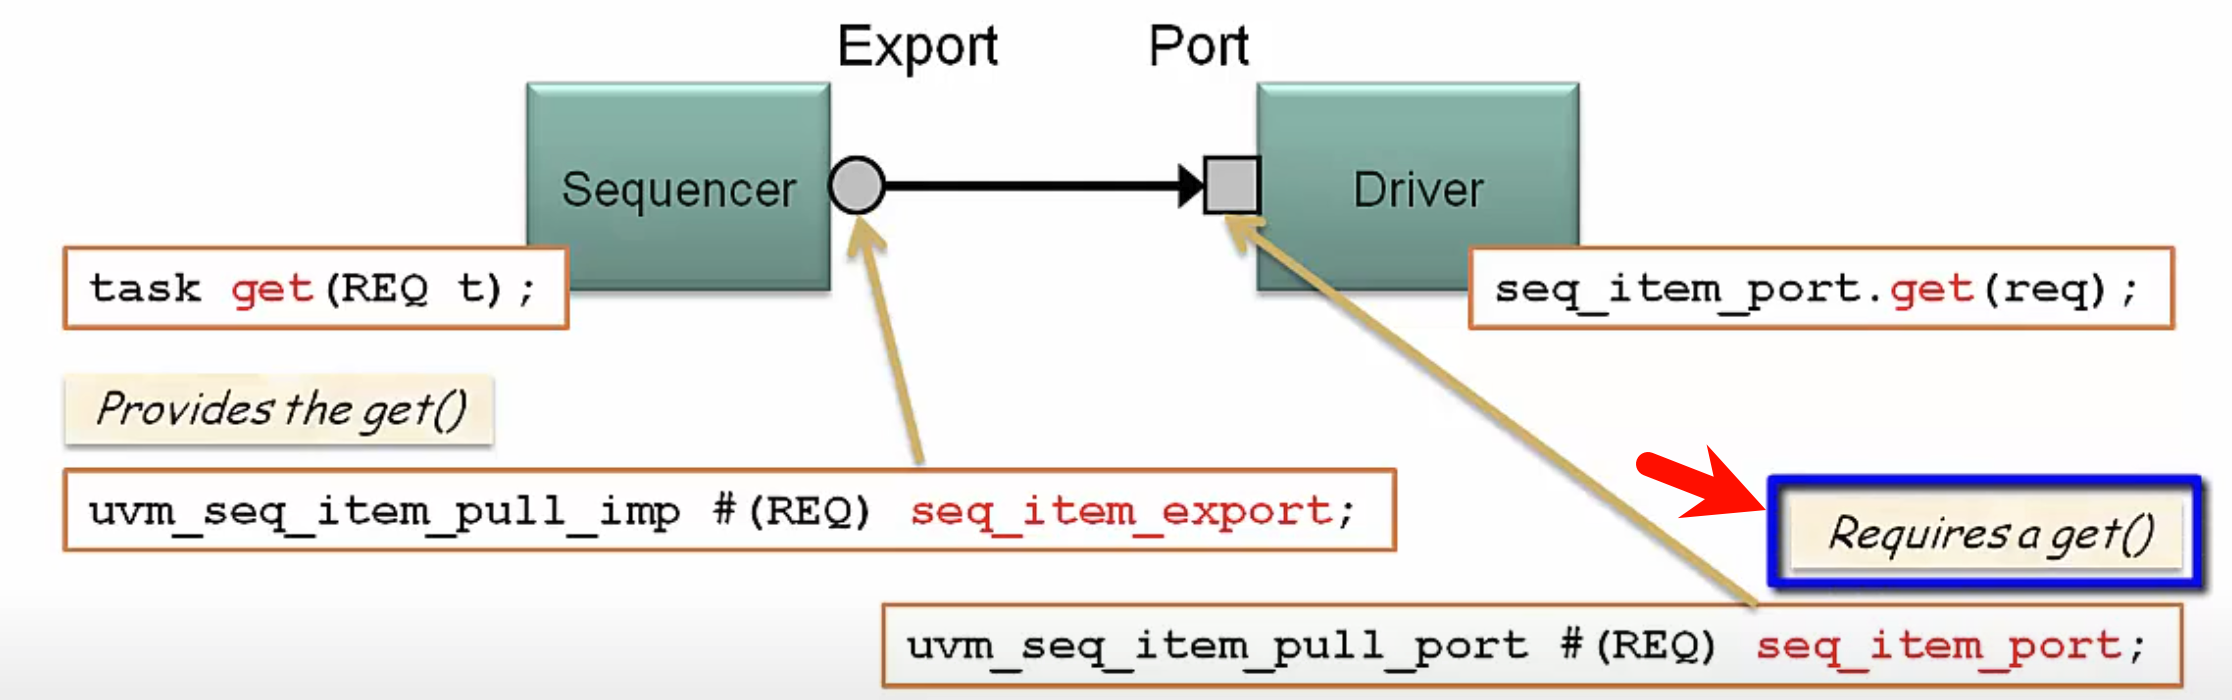 Export
Port
Sequencer
Driver
task get(REQ t);
seq_item_port.get(req);
Provides the get()
uvm_seq_item_pull_imp #(REQ) seq_item_export;
Requires a get()
uvm_seq_item_pull_port #(REQ) seq_item_port;